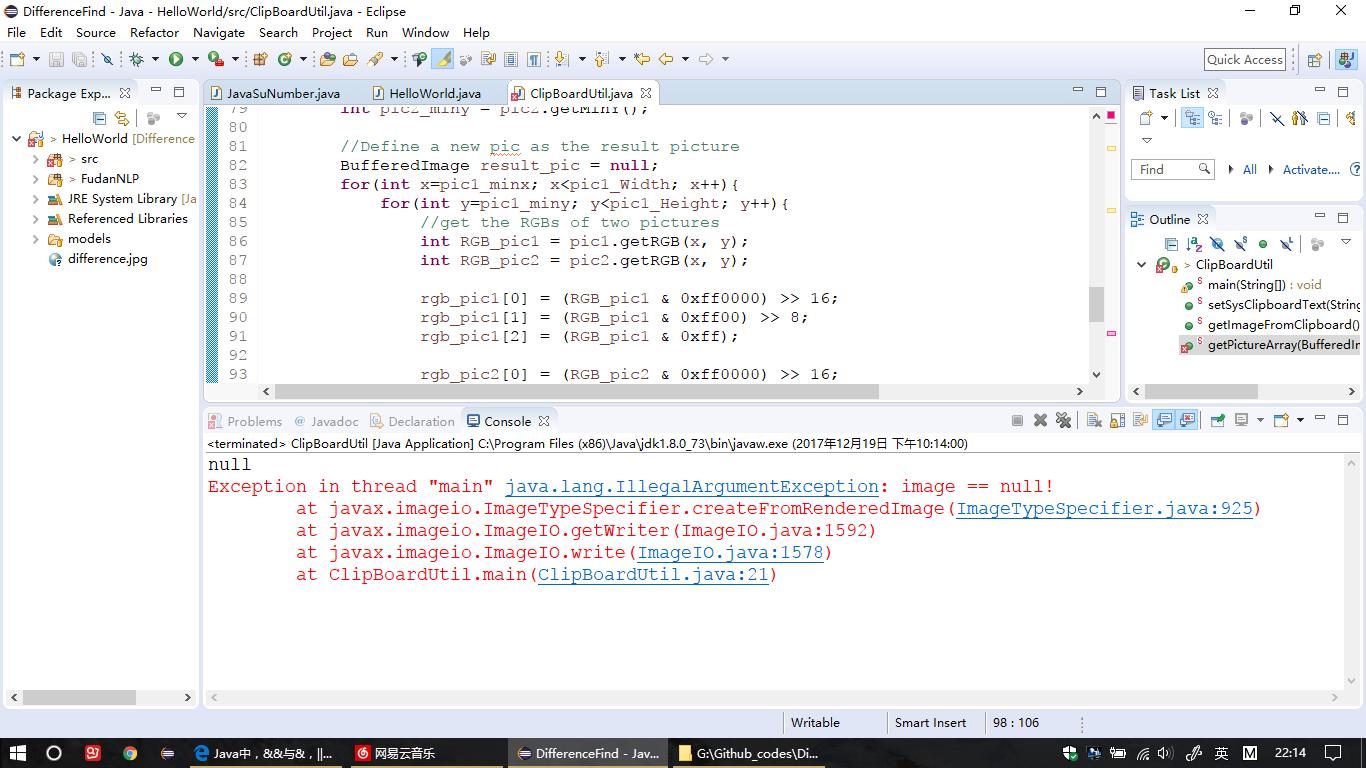 DifferenceFind - Java - HelloWorld/src/ClipBoardUtil.java - Eclipse
File Edit Source Refactor Navigate Search Project Run Window Help
Quick Access
Package Exp...
HelloWorld [Difference
> src
> FudanNLP
JRE System Library [Ja
Referenced Libraries
models
difference.jpg
JavaSuNumber.java HelloWorld.java ClipBoardUtil.java
79 int pic2_miny = pic2.getMinY();
80
81 //Define a new pic as the result picture
82 BufferedImage result_pic = null;
83 for(int x=pic1_minx; x<pic1_Width; x++){
84 for(int y=pic1_miny; y<pic1_Height; y++){
85 //get the RGBs of two pictures
86 int RGB_pic1 = pic1.getRGB(x, y);
87 int RGB_pic2 = pic2.getRGB(x, y);
88
89 rgb_pic1[0] = (RGB_pic1 & 0xff0000) >> 16;
90 rgb_pic1[1] = (RGB_pic1 & 0xff00) >> 8;
91 rgb_pic1[2] = (RGB_pic1 & 0xff);
92
93 rgb_pic2[0] = (RGB_pic2 & 0xff0000) >> 16;
Task List
Find All Activate...
Outline
> ClipBoardUtil
main(String[]) : void
setSysClipboardText(String
getImageFromClipboard()
getPictureArray(BufferedIr
Problems @ Javadoc Declaration Console
<terminated> ClipBoardUtil [Java Application] C:\Program Files (x86)\Java\jdk1.8.0_73\bin\javaw.exe (2017年12月19日 下午10:14:00)
null
Exception in thread "main" java.lang.IllegalArgumentException: image == null!
at javax.imageio.ImageTypeSpecifier.createFromRenderedImage(ImageTypeSpecifier.java:925)
at javax.imageio.ImageIO.getWriter(ImageIO.java:1592)
at javax.imageio.ImageIO.write(ImageIO.java:1578)
at ClipBoardUtil.main(ClipBoardUtil.java:21)
Writable Smart Insert 98 : 106
Java中，&&与&，||... 网易云音乐 DifferenceFind - Jav... G:\Github_codes\Di... 英 M 22:14